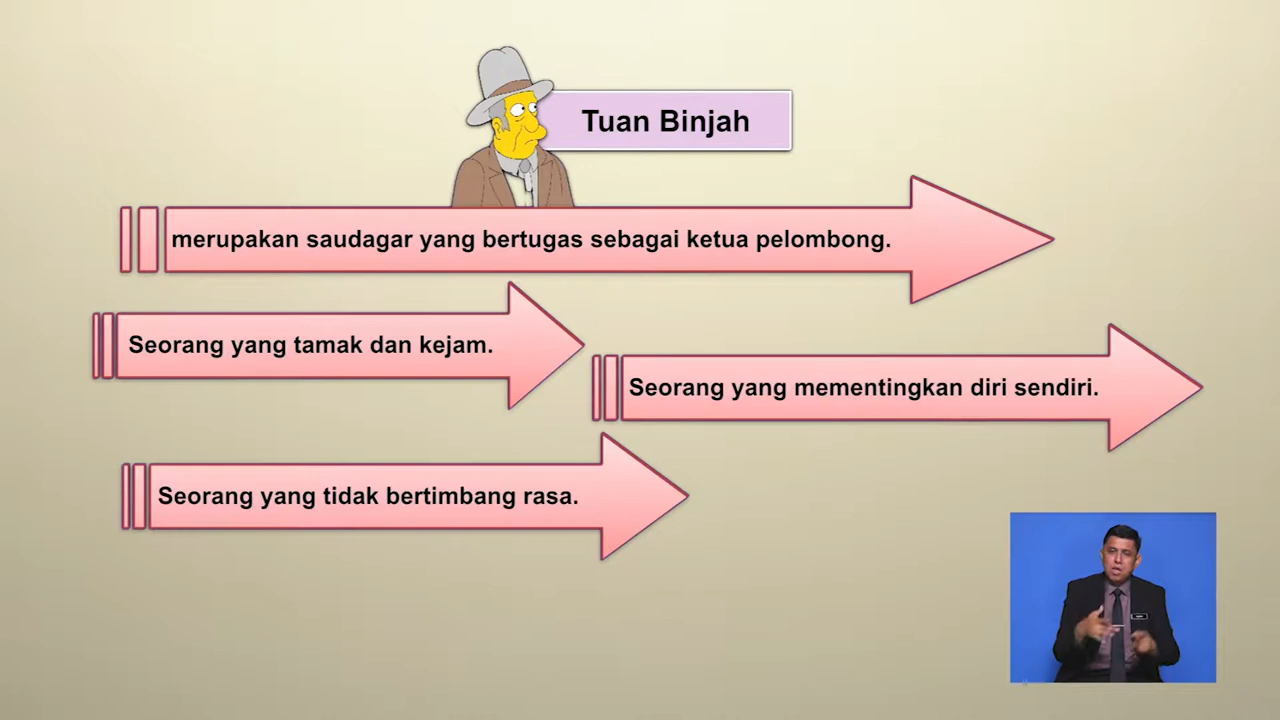 Tuan Binjah
merupakan saudagar yang bertugas sebagai ketua pelombong.
Seorang yang tamak dan kejam.
Seorang yang mementingkan diri sendiri.
Seorang yang tidak bertimbang rasa.